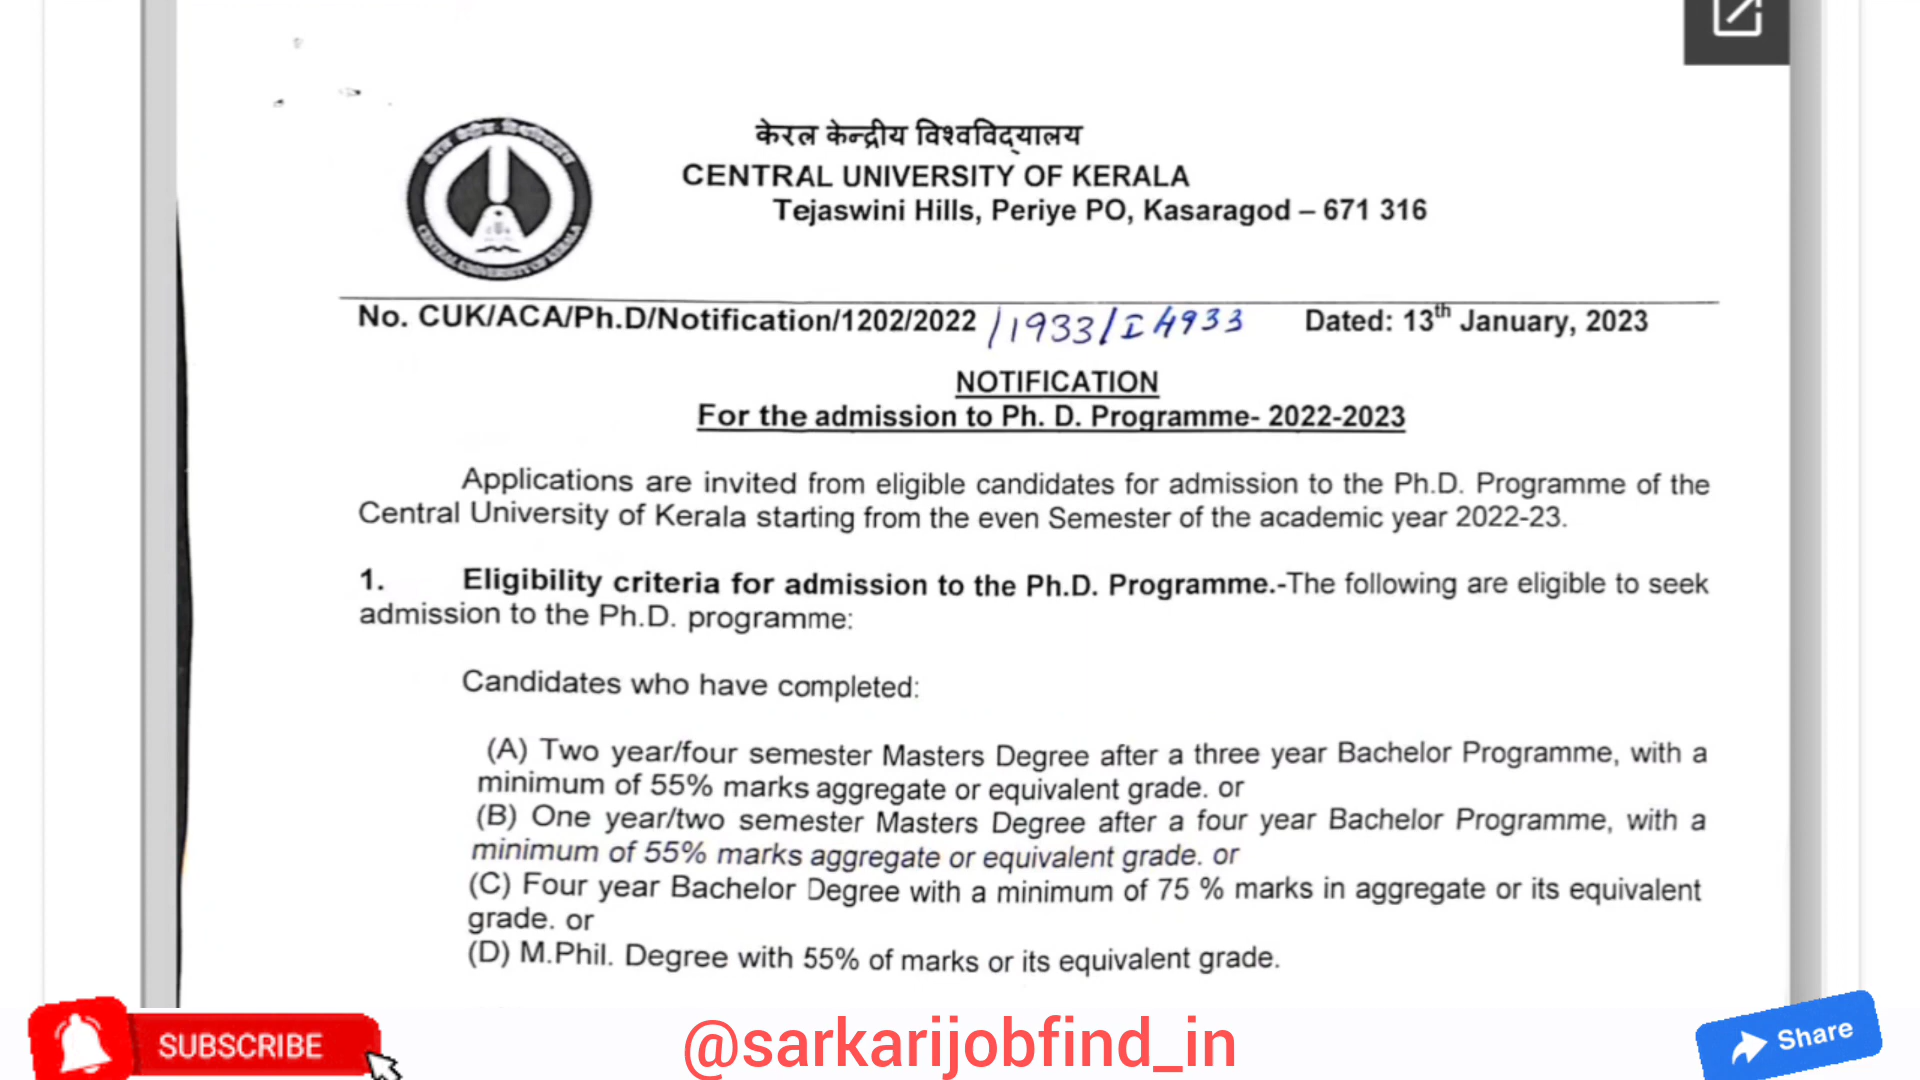 केरल केन्द्रीय विश्वविद्यालय
CENTRAL UNIVERSITY OF KERALA
Tejaswini Hills, Periye PO, Kasaragod – 671 316
CENTRAL UNIVERSITY OF KERALA
No. CUK/ACA/Ph.D/Notification/1202/2022 /1933/I4933 Dated: 13th January, 2023
NOTIFICATION
For the admission to Ph. D. Programme- 2022-2023
Applications are invited from eligible candidates for admission to the Ph.D. Programme of the
Central University of Kerala starting from the even Semester of the academic year 2022-23.
1. Eligibility criteria for admission to the Ph.D. Programme.-The following are eligible to seek
admission to the Ph.D. programme:
Candidates who have completed:
(A) Two year/four semester Masters Degree after a three year Bachelor Programme, with a
minimum of 55% marks aggregate or equivalent grade. or
(B) One year/two semester Masters Degree after a four year Bachelor Programme, with a
minimum of 55% marks aggregate or equivalent grade. or
(C) Four year Bachelor Degree with a minimum of 75 % marks in aggregate or its equivalent
grade. or
(D) M.Phil. Degree with 55% of marks or its equivalent grade.
SUBSCRIBE
@sarkarijobfind_in
Share